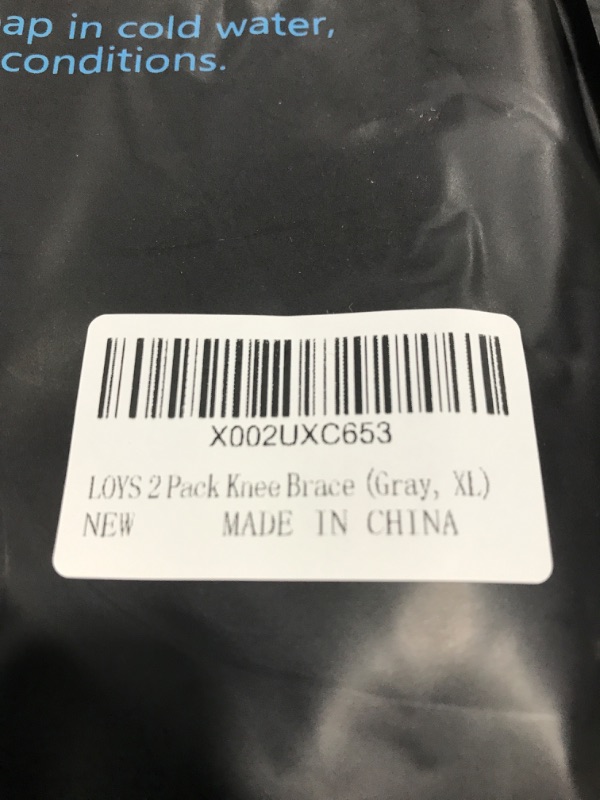 ap in cold water,
conditions.
X002UXC653
LOYS 2 Pack Knee Brace (Gray, XL)
NEW MADE IN CHINA